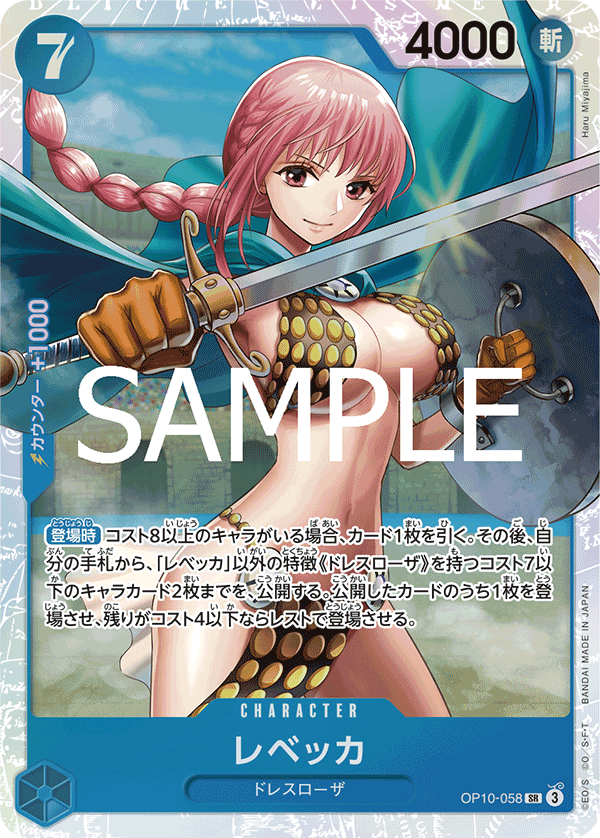 7
4000
斬
Haru Miyajima
カウンター +1000
SAMPLE
登場時 コスト8以上のキャラがいる場合、カード1枚を引く。その後、自
分の手札から、「レベッカ」以外の特徴《ドレスローザ》を持つコスト7以
下のキャラカード2枚までを、公開する。公開したカードのうち1枚を登
場させ、残りがコスト4以下ならレストで登場させる。
CHARACTER
レベッカ
ドレスローザ
OP10-058 SR 3
©E.O/S ©O/S・F・T BANDAI MADE IN JAPAN